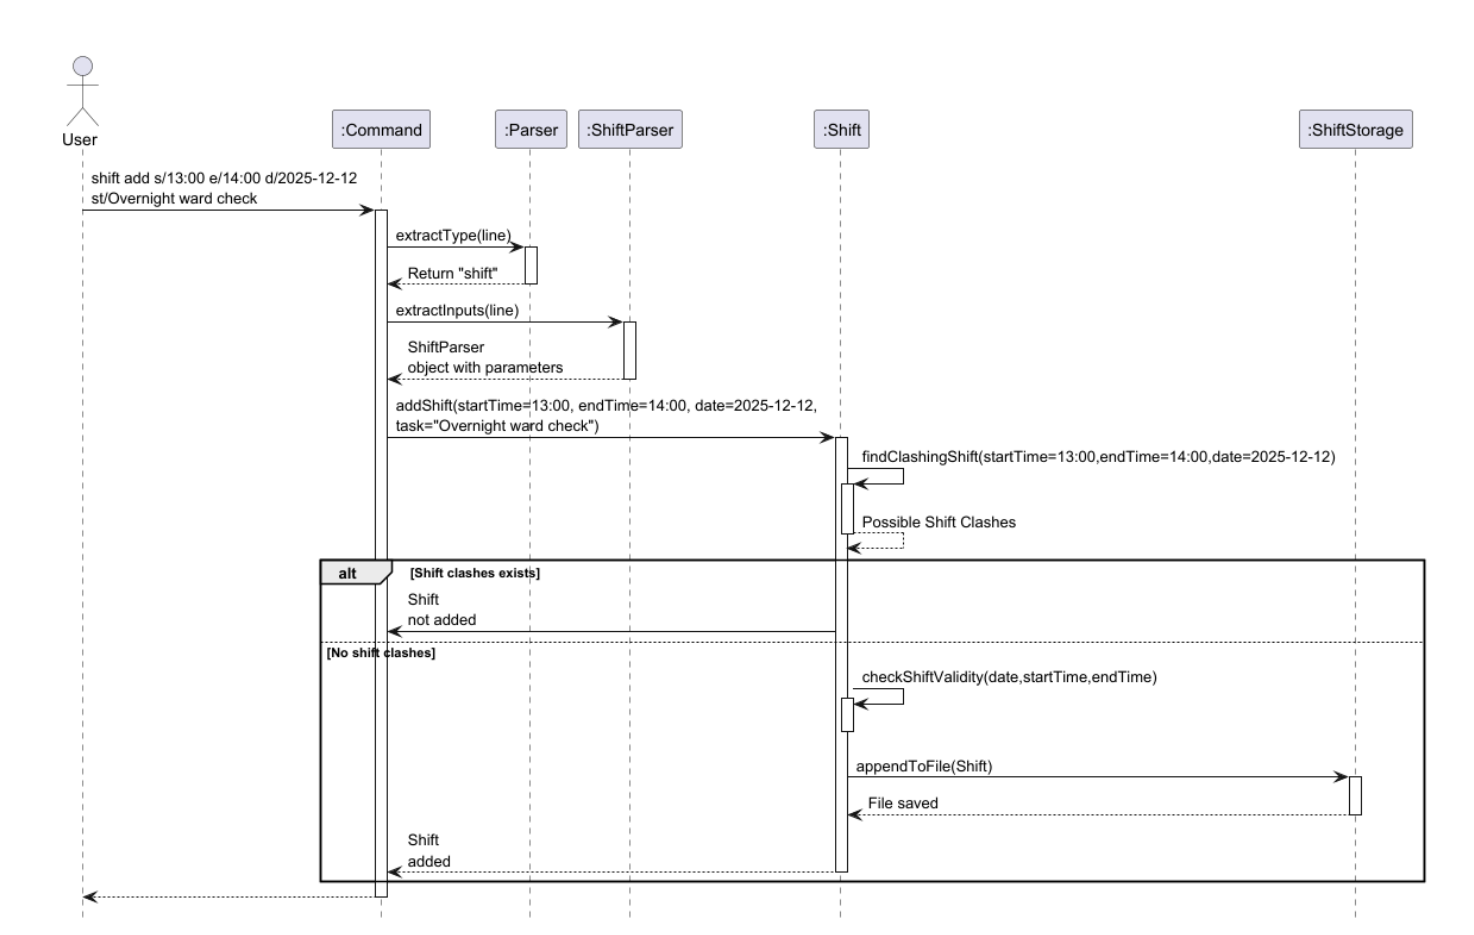 User
:Command
:Parser
:ShiftParser
:Shift
:ShiftStorage
shift add s/13:00 e/14:00 d/2025-12-12
st/Overnight ward check
extractType(line)
Return "shift"
extractInputs(line)
ShiftParser
object with parameters
addShift(startTime=13:00, endTime=14:00, date=2025-12-12,
task="Overnight ward check")
findClashingShift(startTime=13:00,endTime=14:00,date=2025-12-12)
Possible Shift Clashes
alt
[Shift clashes exists]
Shift
not added
[No shift clashes]
checkShiftValidity(date,startTime,endTime)
appendToFile(Shift)
File saved
Shift
added